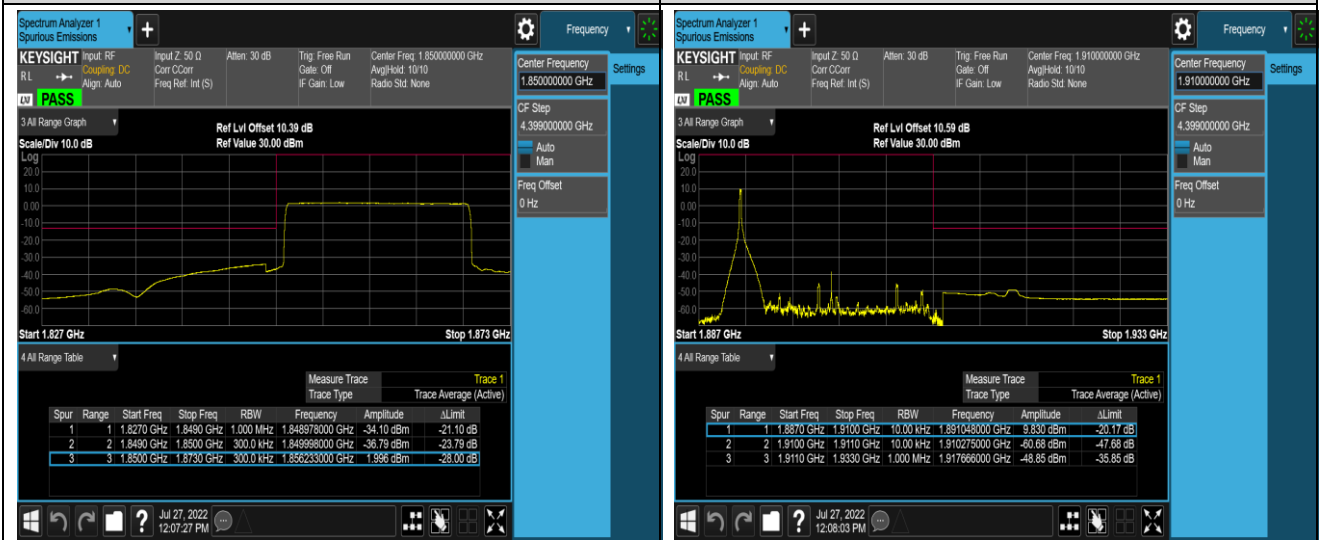 Spectrum Analyzer 1
Spurious Emissions
+
Frequency
KEYSIGHT Input: RF Input Z: 50 Ω Atten: 30 dB Trig: Free Run Center Freq: 1.850000000 GHz
Coupling: DC Corr CCorr Gate: Off Avg|Hold: 10/10
RL Align: Auto Freq Ref: Int (S) IF Gain: Low Radio Std: None
LXI PASS
Center Frequency
1.850000000 GHz
Settings
CF Step
4.399000000 GHz
Auto
Man
Freq Offset
0 Hz
3 All Range Graph
Ref Lvl Offset 10.39 dB
Scale/Div 10.0 dB Ref Value 30.00 dBm
Log
20.0
10.0
0.00
-10.0
-20.0
-30.0
-40.0
-50.0
-60.0
Start 1.827 GHz Stop 1.873 GHz
4 All Range Table
Measure Trace Trace 1
Trace Type Trace Average (Active)
Spur Range Start Freq Stop Freq RBW Frequency Amplitude ΔLimit
1 1 1.8270 GHz 1.8490 GHz 1.000 MHz 1.848978000 GHz -34.10 dBm -21.10 dB
2 2 1.8490 GHz 1.8500 GHz 300.0 kHz 1.849998000 GHz -36.79 dBm -23.79 dB
3 3 1.8500 GHz 1.8730 GHz 300.0 kHz 1.856233000 GHz 1.996 dBm -28.00 dB
? Jul 27, 2022
12:07:27 PM
Spectrum Analyzer 1
Spurious Emissions
+
Frequency
KEYSIGHT Input: RF Input Z: 50 Ω Atten: 30 dB Trig: Free Run Center Freq: 1.910000000 GHz
Coupling: DC Corr CCorr Gate: Off Avg|Hold: 10/10
RL Align: Auto Freq Ref: Int (S) IF Gain: Low Radio Std: None
LXI PASS
Center Frequency
1.910000000 GHz
Settings
CF Step
4.399000000 GHz
Auto
Man
Freq Offset
0 Hz
3 All Range Graph
Ref Lvl Offset 10.59 dB
Scale/Div 10.0 dB Ref Value 30.00 dBm
Log
20.0
10.0
0.00
-10.0
-20.0
-30.0
-40.0
-50.0
-60.0
Start 1.887 GHz Stop 1.933 GHz
4 All Range Table
Measure Trace Trace 1
Trace Type Trace Average (Active)
Spur Range Start Freq Stop Freq RBW Frequency Amplitude ΔLimit
1 1 1.8870 GHz 1.9100 GHz 10.00 kHz 1.891048000 GHz 9.830 dBm -20.17 dB
2 2 1.9100 GHz 1.9110 GHz 10.00 kHz 1.910275000 GHz -60.68 dBm -47.68 dB
3 3 1.9110 GHz 1.9330 GHz 1.000 MHz 1.917666000 GHz -48.85 dBm -35.85 dB
? Jul 27, 2022
12:08:03 PM